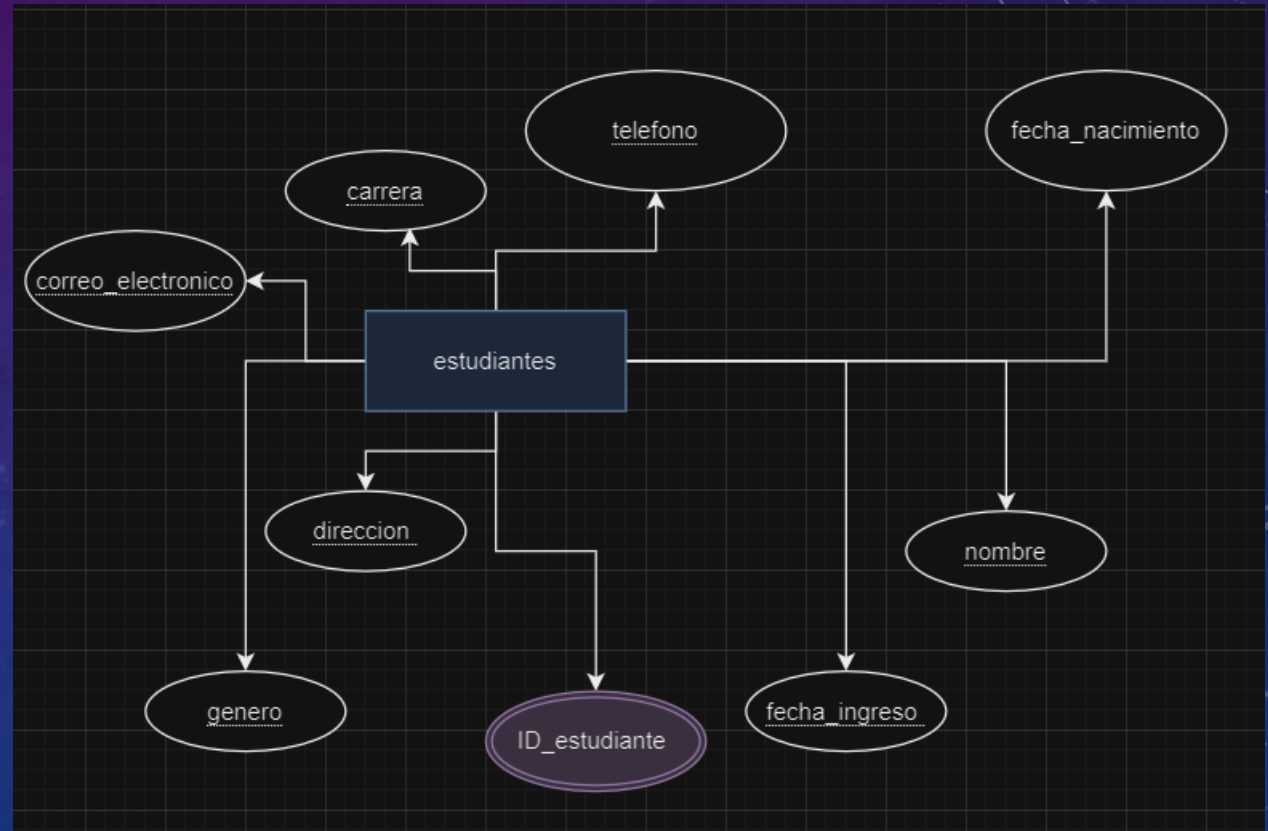 telefono
fecha_nacimiento
carrera
correo_electronico
estudiantes
direccion
nombre
genero
ID_estudiante
fecha_ingreso